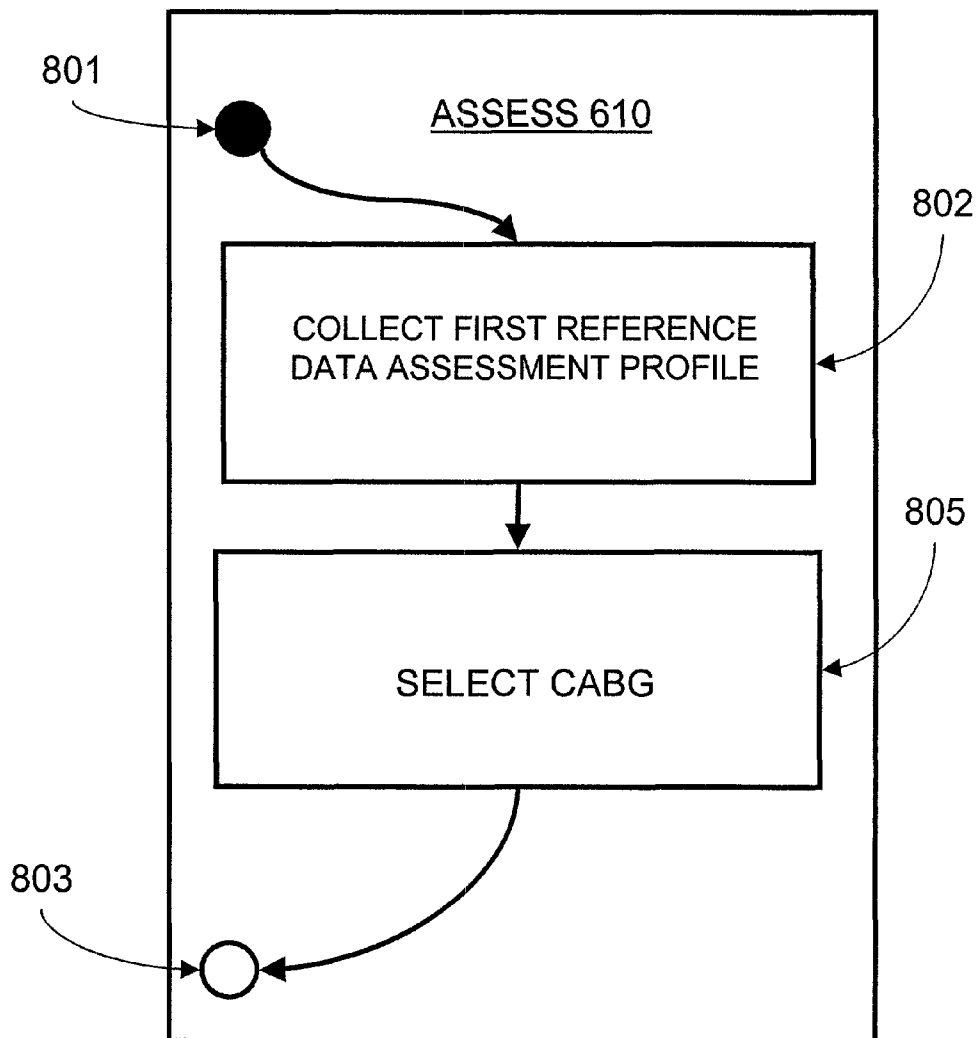 801
ASSESS 610
802
COLLECT FIRST REFERENCE
DATA ASSESSMENT PROFILE
805
SELECT CABG
803